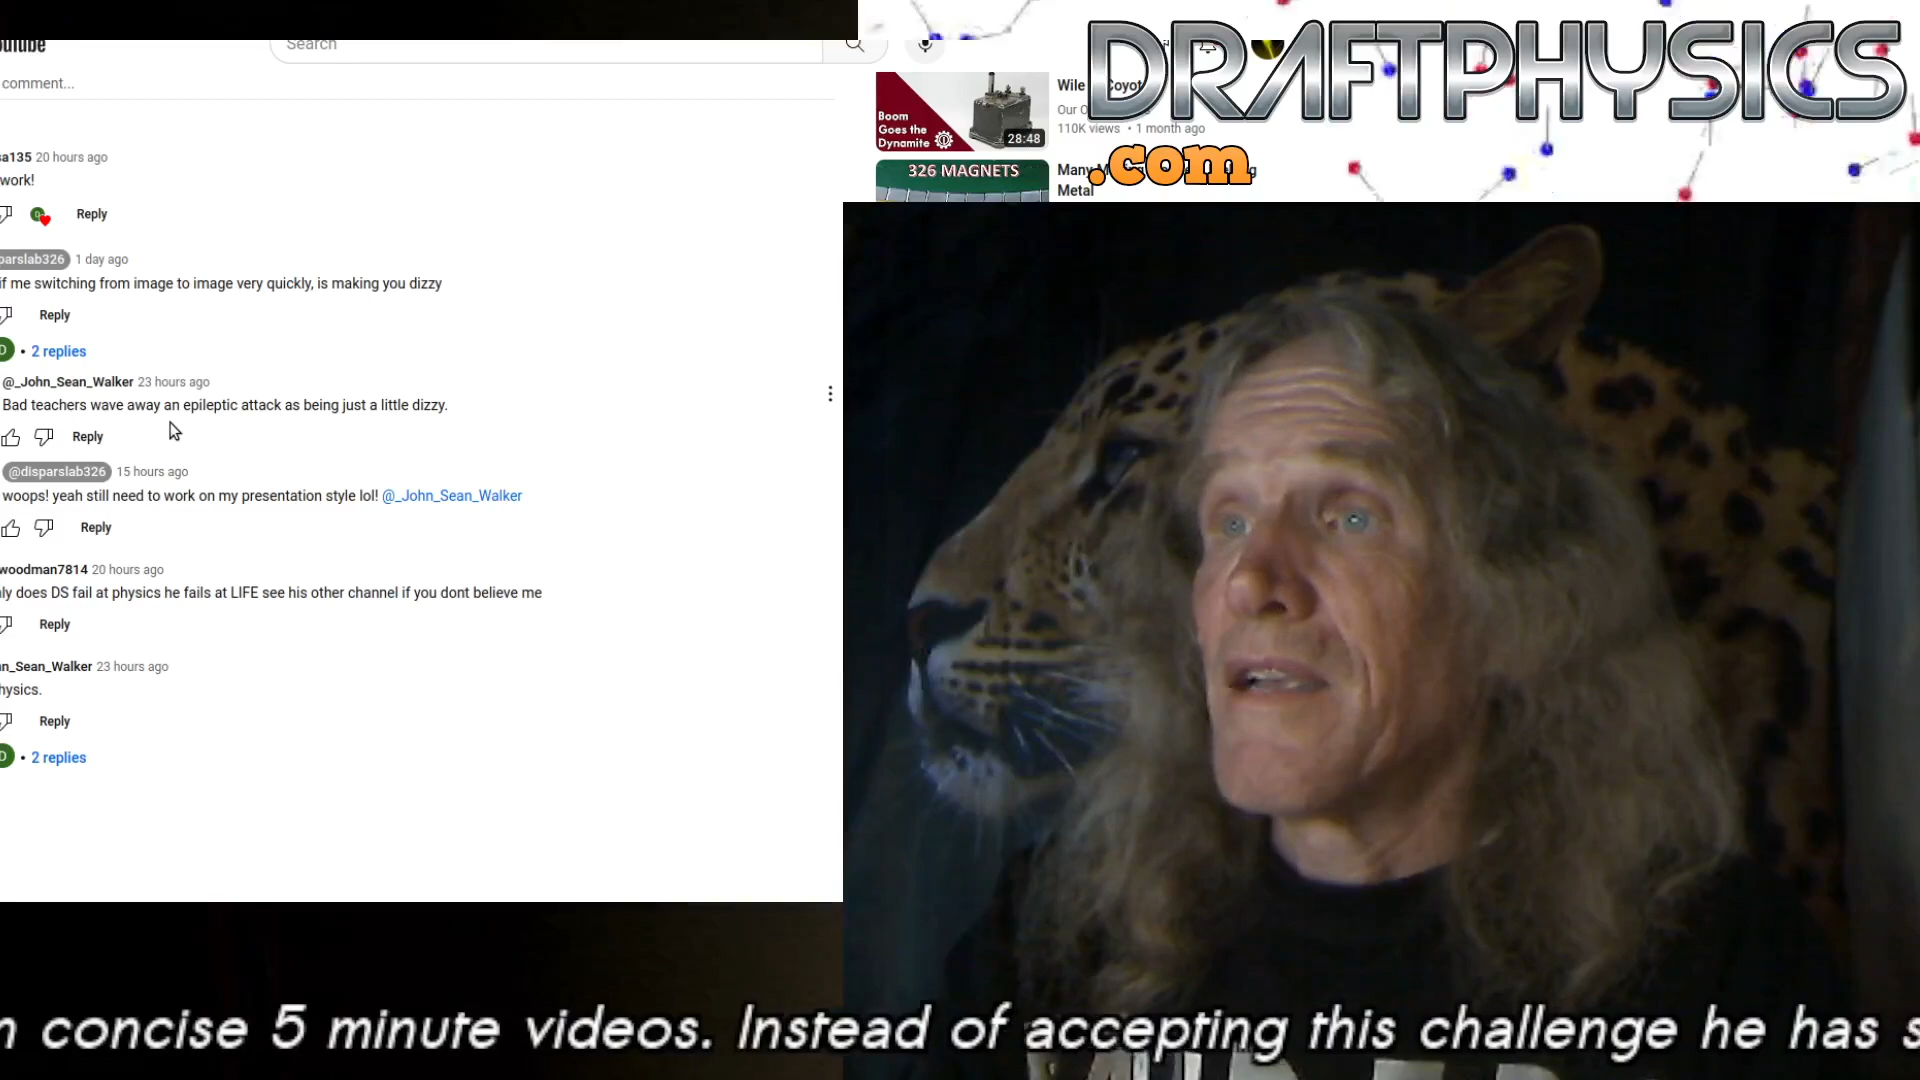 uTube
Search
comment...
sa135 20 hours ago
work!
Reply
parslab326 1 day ago
if me switching from image to image very quickly, is making you dizzy
Reply
D • 2 replies
@_John_Sean_Walker 23 hours ago
Bad teachers wave away an epileptic attack as being just a little dizzy.
Reply
@disparslab326 15 hours ago
woops! yeah still need to work on my presentation style lol! @_John_Sean_Walker
Reply
woodman7814 20 hours ago
ly does DS fail at physics he fails at LIFE see his other channel if you dont believe me
Reply
n_Sean_Walker 23 hours ago
hysics.
Reply
D • 2 replies
DRAFTPHYSICS
.com
Boom
Goes the
Dynamite
28:48
Wile
Coyot
Our O
110K views • 1 month ago
326 MAGNETS
Many
Metal
n concise 5 minute videos. Instead of accepting this challenge he has s